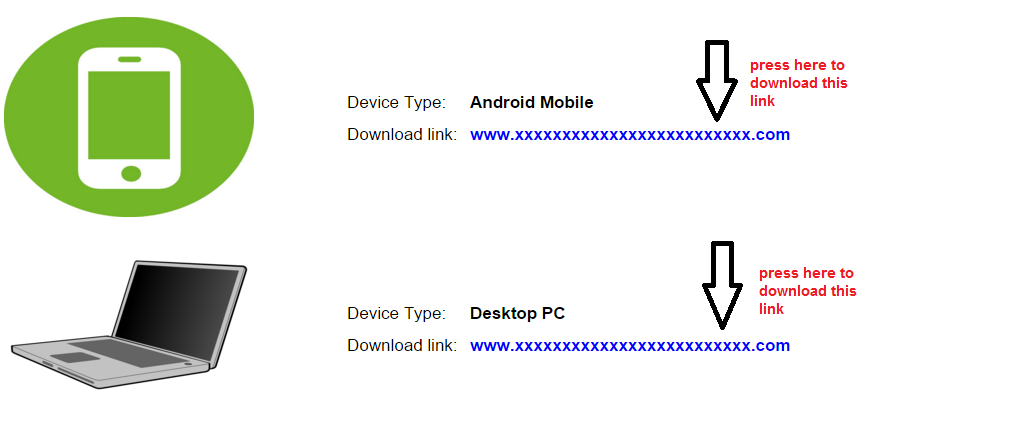 press here to
download this
link
Device Type: Android Mobile
Download link: www.xxxxxxxxxxxxxxxxxxxxxxxxx.com
press here to
download this
link
Device Type: Desktop PC
Download link: www.xxxxxxxxxxxxxxxxxxxxxxxxx.com